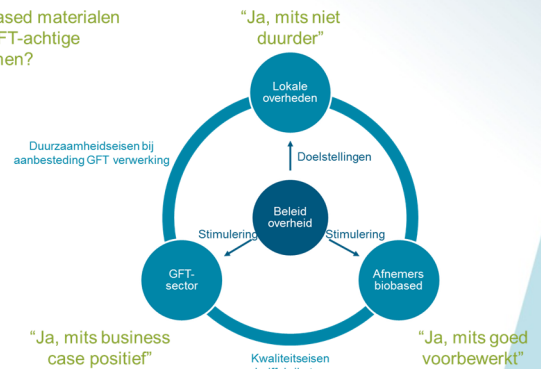 ased materialen
FT-achtige
nen?
“Ja, mits niet
duurder”
Lokale
overheden
Duurzaamheidseisen bij
aanbesteding GFT verwerking
Doelstellingen
Beleid
overheid
Stimulering
Stimulering
GFT-
sector
Afnemers
biobased
“Ja, mits business
case positief”
Kwaliteitseisen
“Ja, mits goed
voorbewerkt”